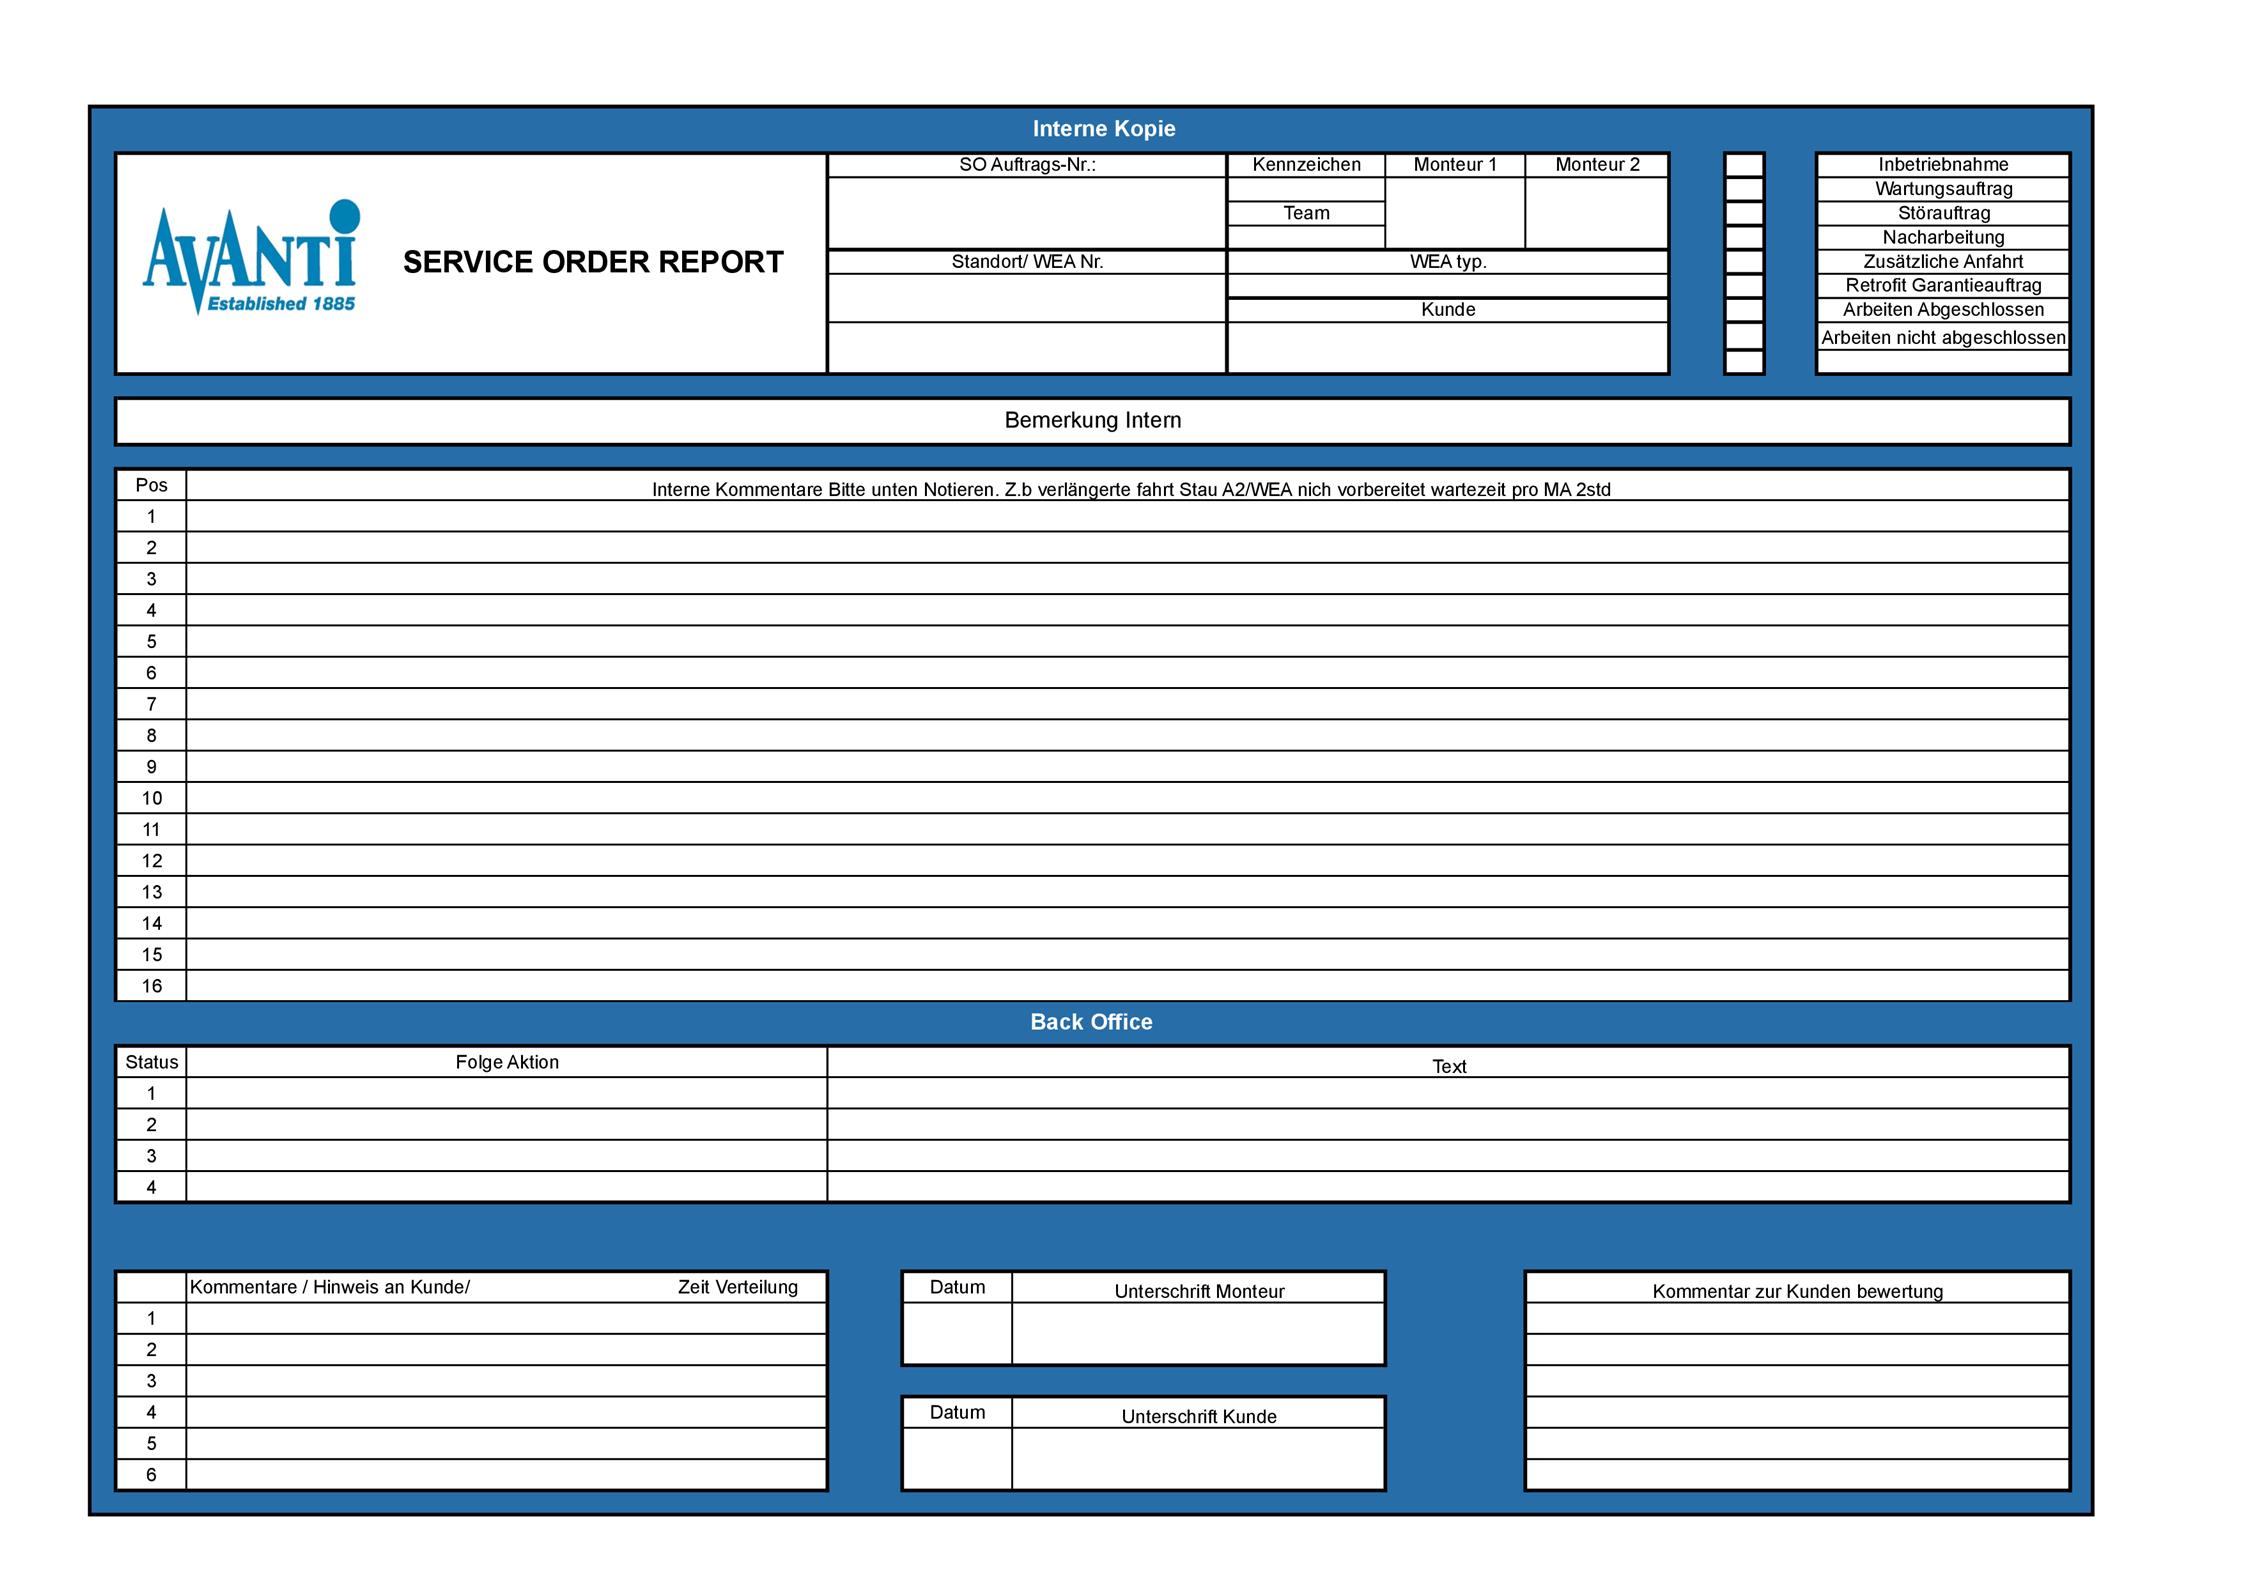 Interne Kopie
AVANTi
Established 1885
SERVICE ORDER REPORT
SO Auftrags-Nr.:
Kennzeichen
Monteur 1
Monteur 2
Team
Standort/ WEA Nr.
WEA typ.
Kunde
Inbetriebnahme
Wartungsauftrag
Störauftrag
Nacharbeitung
Zusätzliche Anfahrt
Retrofit Garantieauftrag
Arbeiten Abgeschlossen
Arbeiten nicht abgeschlossen
Bemerkung Intern
Pos Interne Kommentare Bitte unten Notieren. Z.b verlängerte fahrt Stau A2/WEA nich vorbereitet wartezeit pro MA 2std
1
2
3
4
5
6
7
8
9
10
11
12
13
14
15
16
Back Office
Status Folge Aktion Text
1
2
3
4
Kommentare / Hinweis an Kunde/ Zeit Verteilung
1
2
3
4
5
6
Datum Unterschrift Monteur
Datum Unterschrift Kunde
Kommentar zur Kunden bewertung